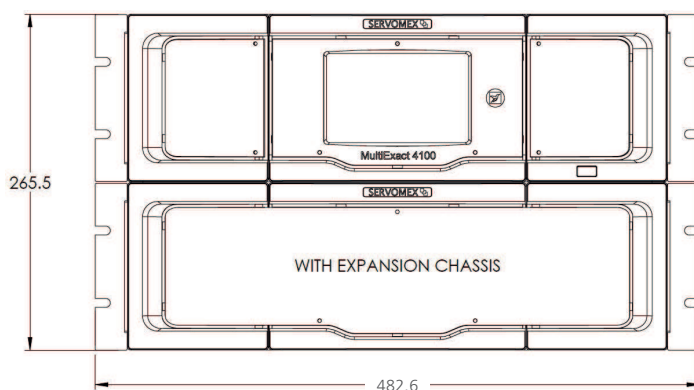 SERVOMEX
MultiExact 4100
265.5
SERVOMEX
WITH EXPANSION CHASSIS
482.6